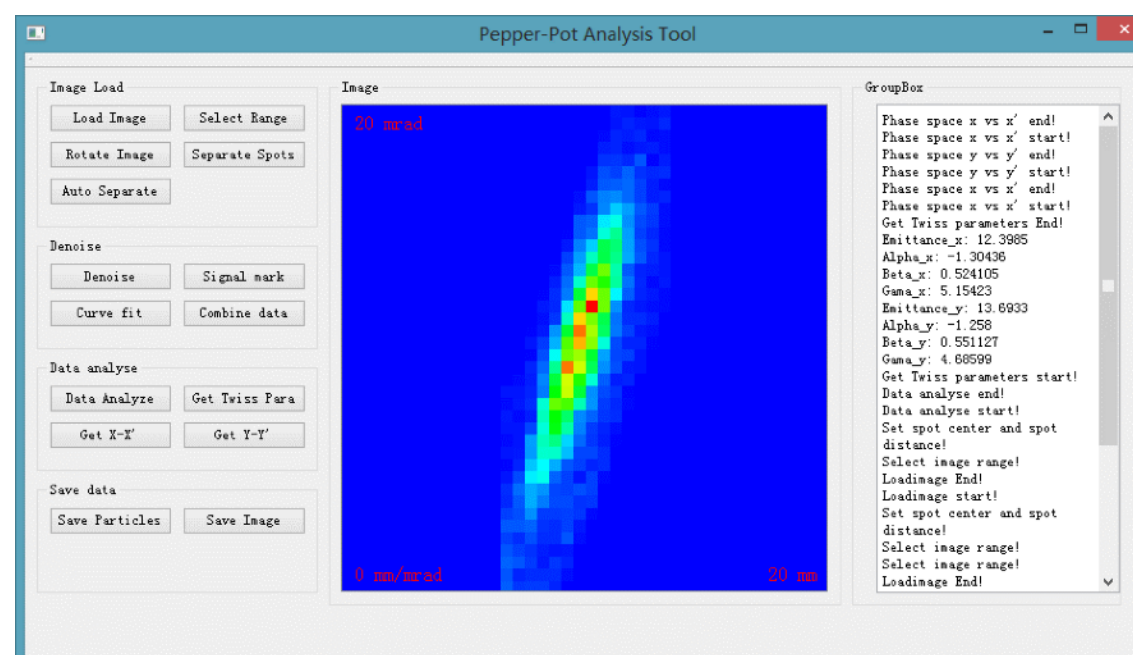 Pepper-Pot Analysis Tool
Image Load
Load Image
Select Range
Rotate Image
Separate Spots
Auto Separate
Denoise
Denoise
Signal mark
Curve fit
Combine data
Data analyse
Data Analyze
Get Twiss Para
Get X-X'
Get Y-Y'
Save data
Save Particles
Save Image
Image
20 mrad
0 mm/mrad
20 mm
GroupBox
Phase space x vs x' end!
Phase space x vs x' start!
Phase space y vs y' end!
Phase space y vs y' start!
Phase space x vs x' end!
Phase space x vs x' start!
Get Twiss parameters End!
Emittance_x: 12.3985
Alpha_x: -1.30436
Beta_x: 0.524105
Gama_x: 5.15423
Emittance_y: 13.6933
Alpha_y: -1.258
Beta_y: 0.551127
Gama_y: 4.68599
Get Twiss parameters start!
Data analyse end!
Data analyse start!
Set spot center and spot
distance!
Select image range!
Loadimage End!
Loadimage start!
Set spot center and spot
distance!
Select image range!
Select image range!
Loadimage End!